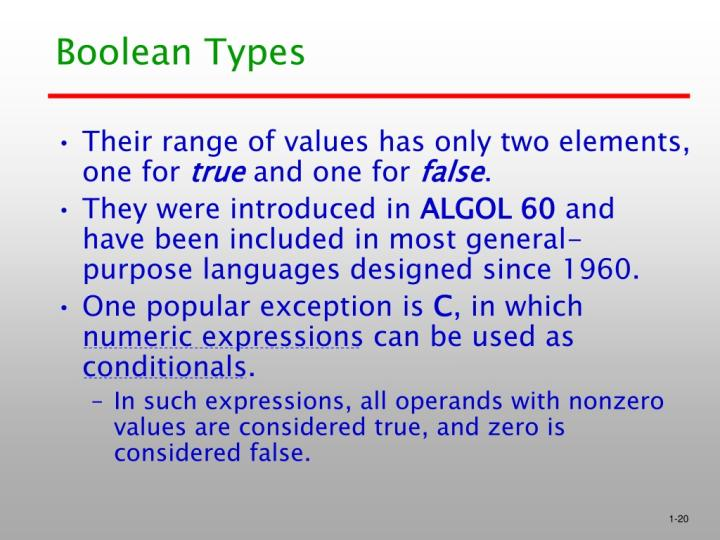 Boolean Types
• Their range of values has only two elements,
one for true and one for false.
• They were introduced in ALGOL 60 and
have been included in most general-
purpose languages designed since 1960.
• One popular exception is C, in which
numeric expressions can be used as
conditionals.
– In such expressions, all operands with nonzero
values are considered true, and zero is
considered false.
1-20